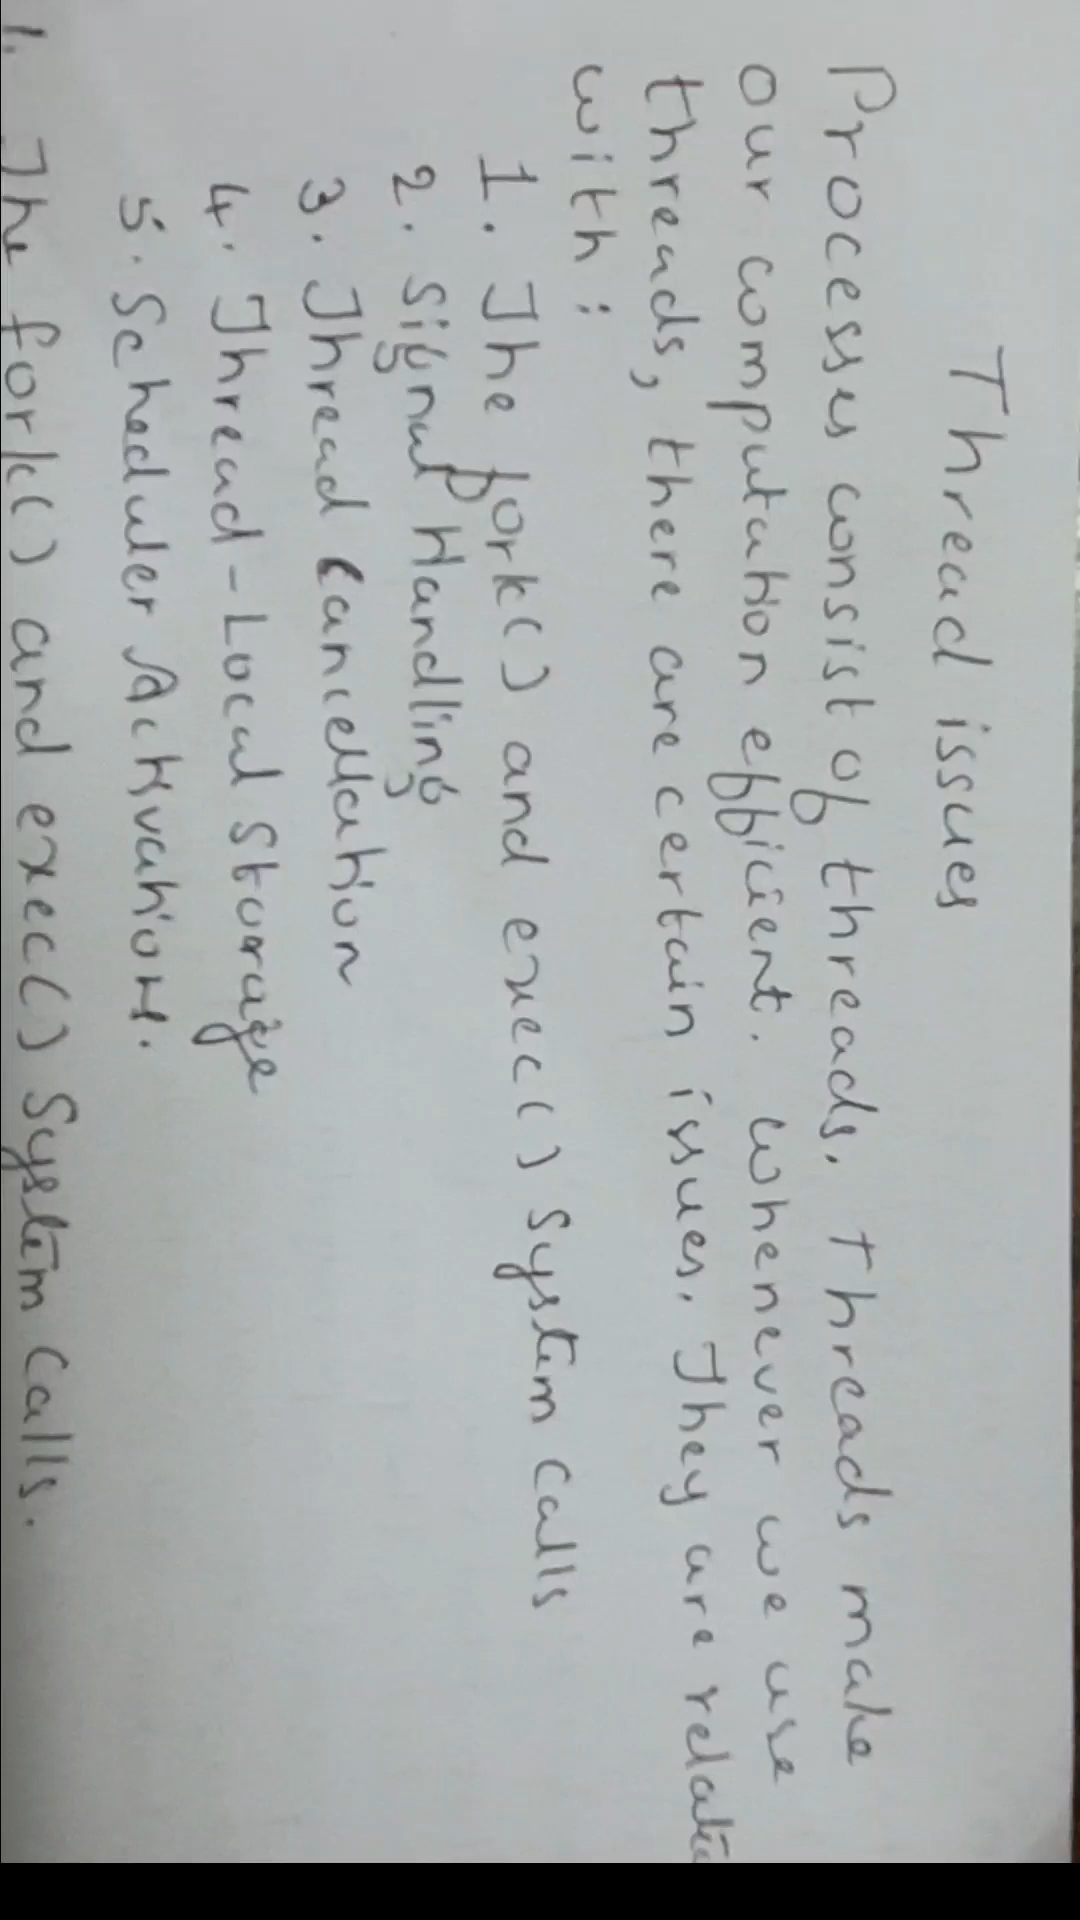 Thread issues
Processes consist of threads. Threads make
our computation efficient. Whenever we use
threads, there are certain issues. They are
with:
1. The fork() and exec() System calls
2. Signal Handling
3. Thread Cancellation
4. Thread-Local Storage
5. Scheduler Activations.
1. The fork() and exec() System calls.